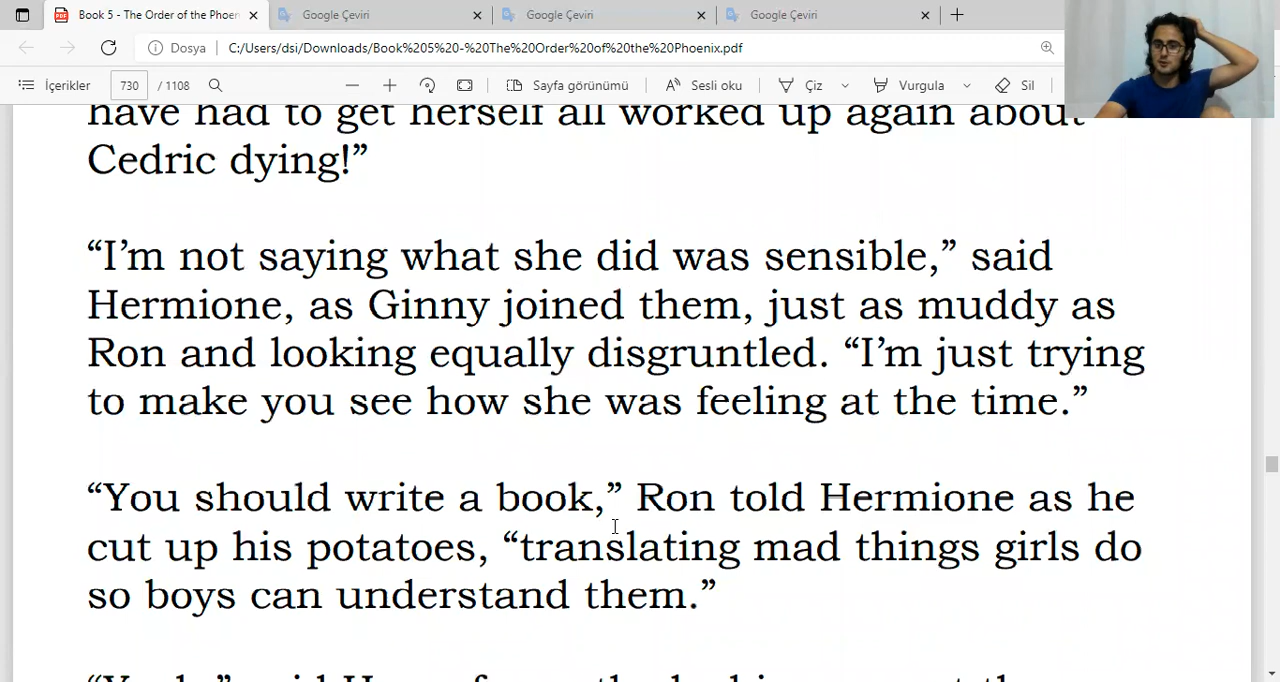 Book 5 - The Order of the Phoen
Google Çeviri
Google Çeviri
Google Çeviri
Dosya
C:/Users/dsi/Downloads/Book%205%20-%20The%20Order%20of%20the%20Phoenix.pdf
İçerikler
730 / 1108
Sayfa görünümü
Sesli oku
Çiz
Vurgula
Sil
have had to get herself all worked up again about
Cedric dying!”
“I’m not saying what she did was sensible,” said
Hermione, as Ginny joined them, just as muddy as
Ron and looking equally disgruntled. “I’m just trying
to make you see how she was feeling at the time.”
“You should write a book,” Ron told Hermione as he
cut up his potatoes, “translating mad things girls do
so boys can understand them.”